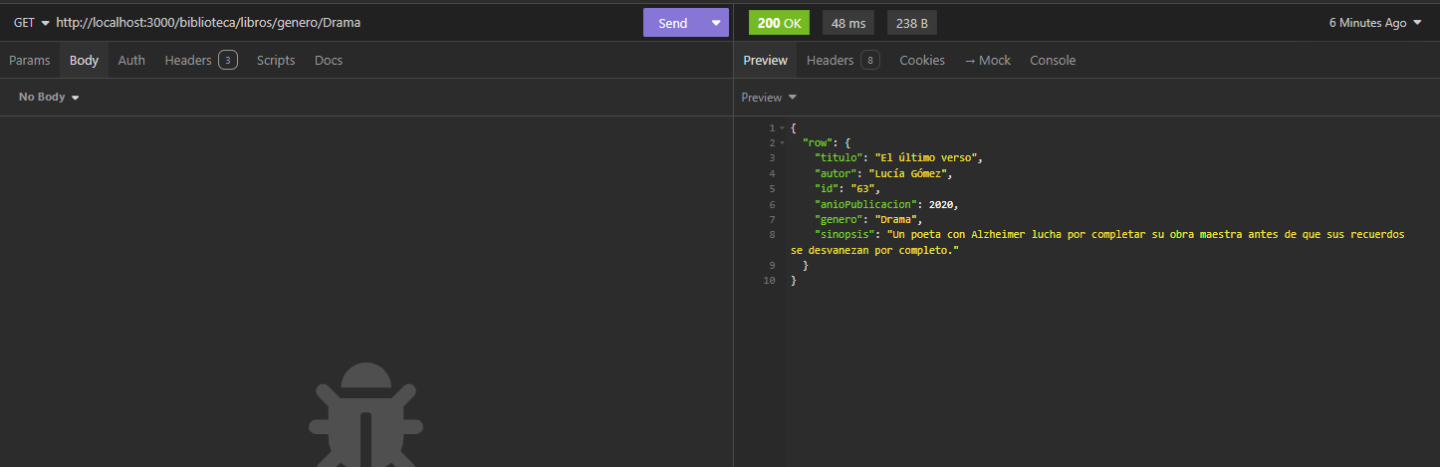 GET http://localhost:3000/biblioteca/libros/genero/Drama Send 200 OK 48 ms 238 B 6 Minutes Ago
Params Body Auth Headers 3 Scripts Docs Preview Headers 8 Cookies → Mock Console
No Body Preview
1 {
2 "row": {
3 "titulo": "El último verso",
4 "autor": "Lucía Gómez",
5 "id": "63",
6 "anioPublicacion": 2020,
7 "genero": "Drama",
8 "sinopsis": "Un poeta con Alzheimer lucha por completar su obra maestra antes de que sus recuerdos
se desvanezan por completo."
9 }
10 }